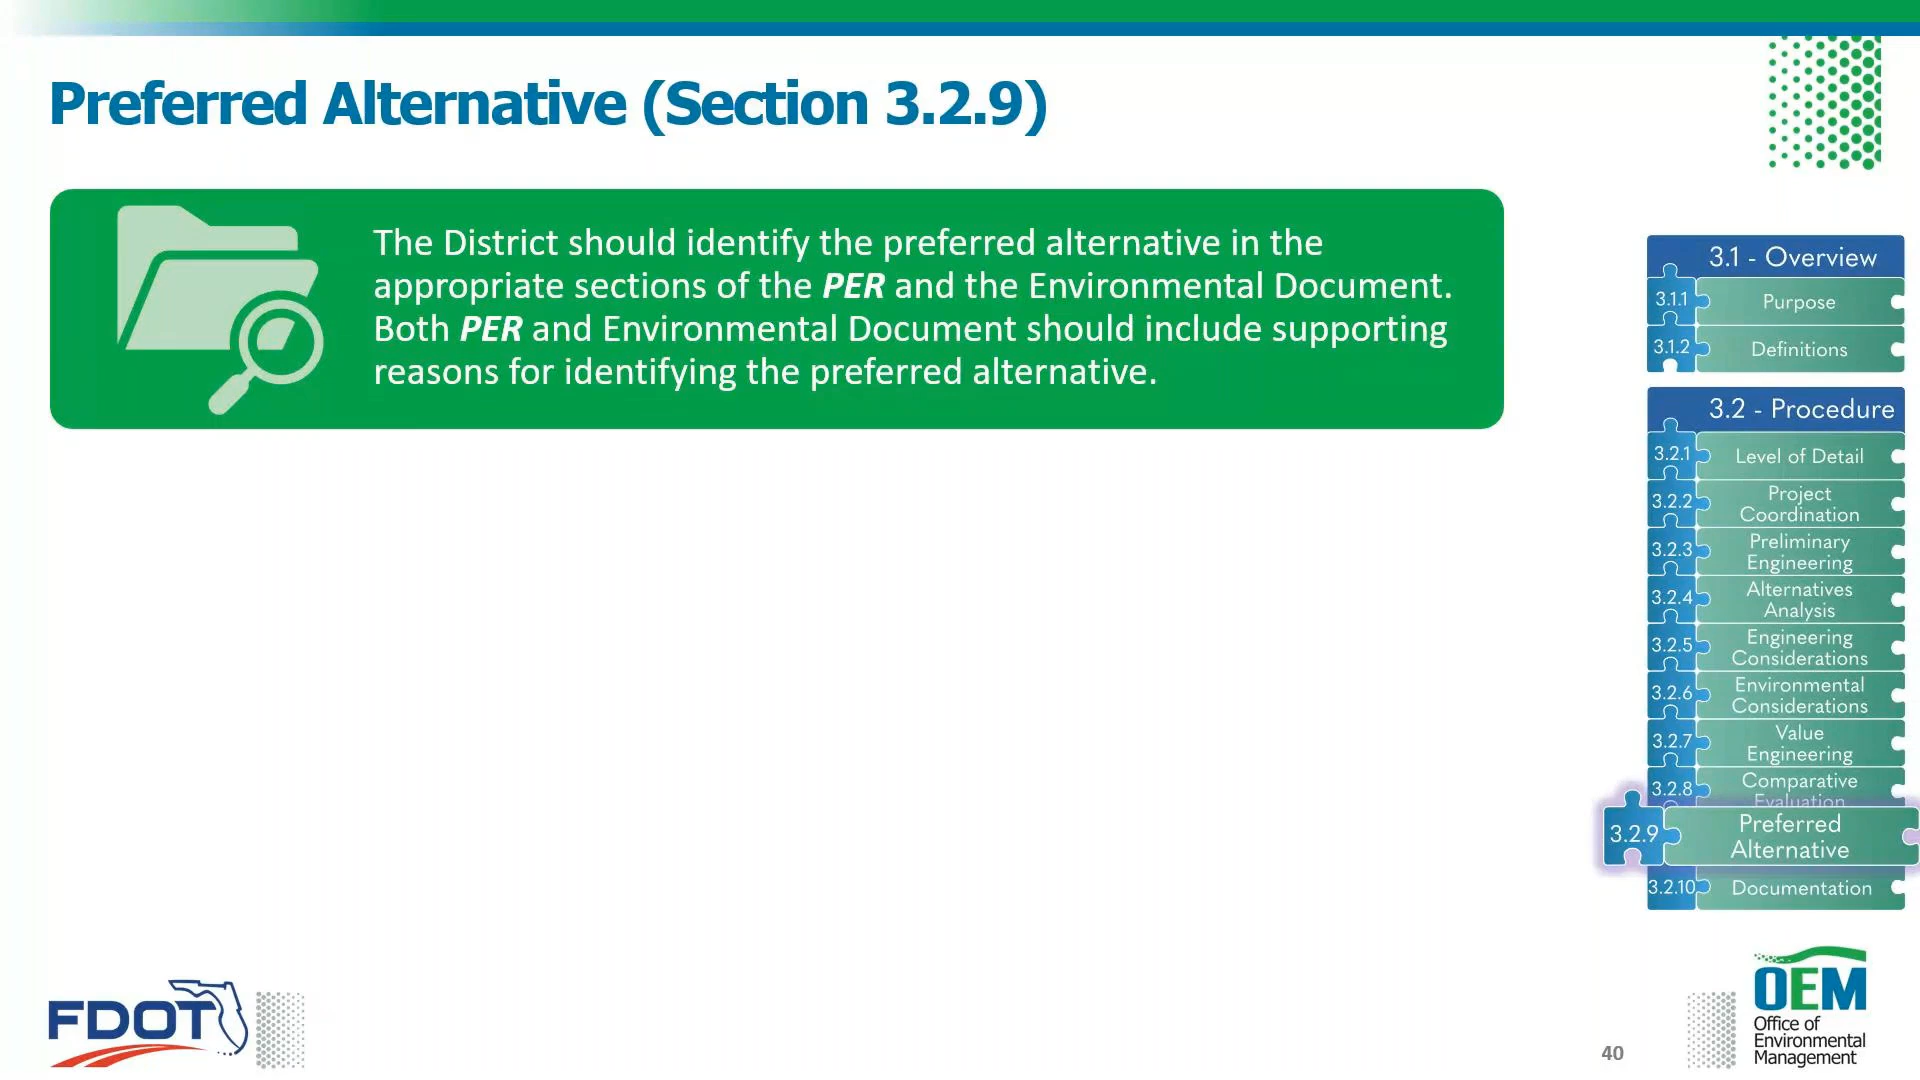 Preferred Alternative (Section 3.2.9)
The District should identify the preferred alternative in the
appropriate sections of the PER and the Environmental Document.
Both PER and Environmental Document should include supporting
reasons for identifying the preferred alternative.
3.1 - Overview
3.1.1 Purpose
3.1.2 Definitions
3.2 - Procedure
3.2.1 Level of Detail
3.2.2 Project
Coordination
3.2.3 Preliminary
Engineering
3.2.4 Alternatives
Analysis
3.2.5 Engineering
Considerations
3.2.6 Environmental
Considerations
3.2.7 Value
Engineering
3.2.8 Comparative
Evaluation
3.2.9 Preferred
Alternative
3.2.10 Documentation
FDOT
40
OEM
Office of
Environmental
Management